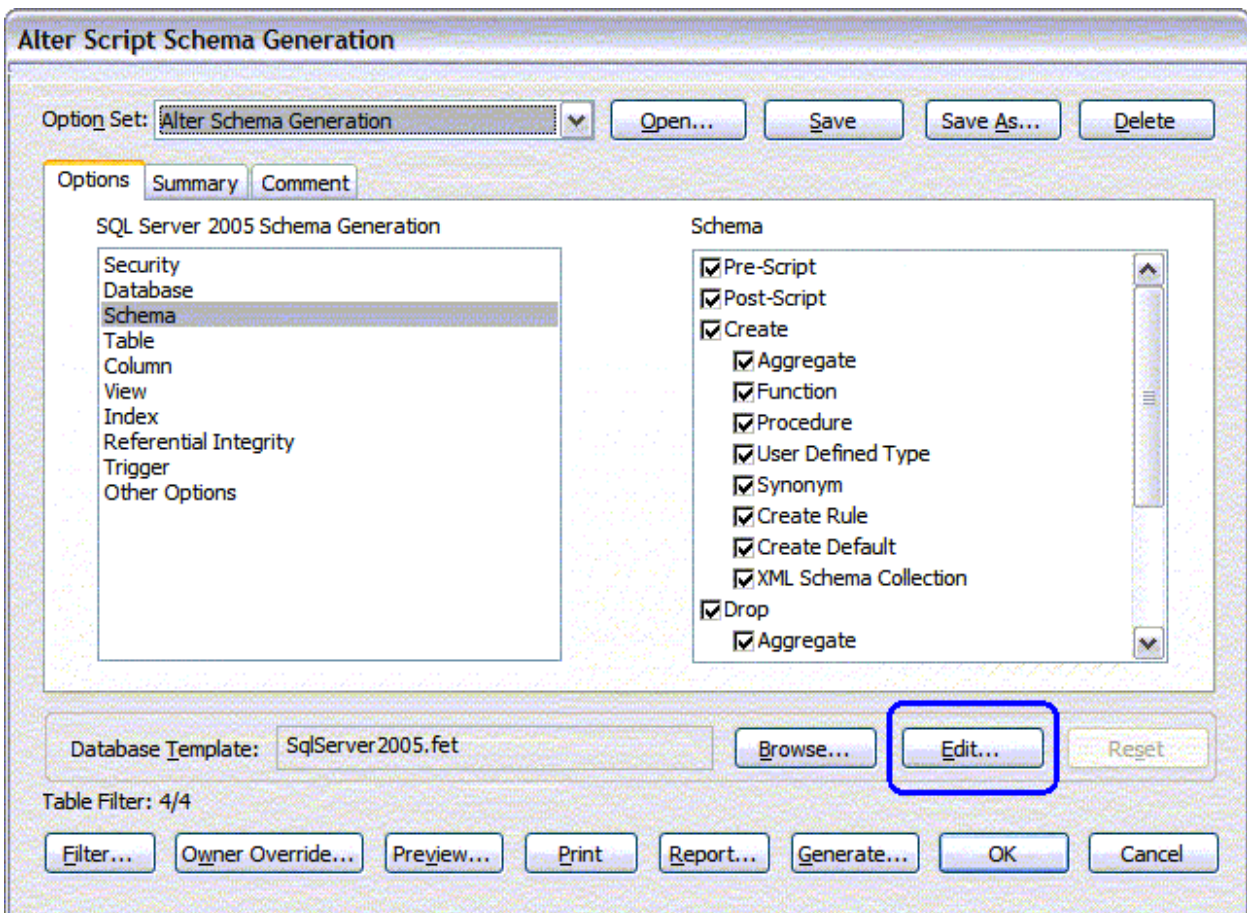 Alter Script Schema Generation
Option Set: Alter Schema Generation Open... Save Save As... Delete
Options Summary Comment
SQL Server 2005 Schema Generation
Security
Database
Schema
Table
Column
View
Index
Referential Integrity
Trigger
Other Options
Schema
Pre-Script
Post-Script
Create
Aggregate
Function
Procedure
User Defined Type
Synonym
Create Rule
Create Default
XML Schema Collection
Drop
Aggregate
Database Template: SqlServer2005.fet Browse... Edit... Reset
Table Filter: 4/4
Filter... Owner Override... Preview... Print Report... Generate... OK Cancel